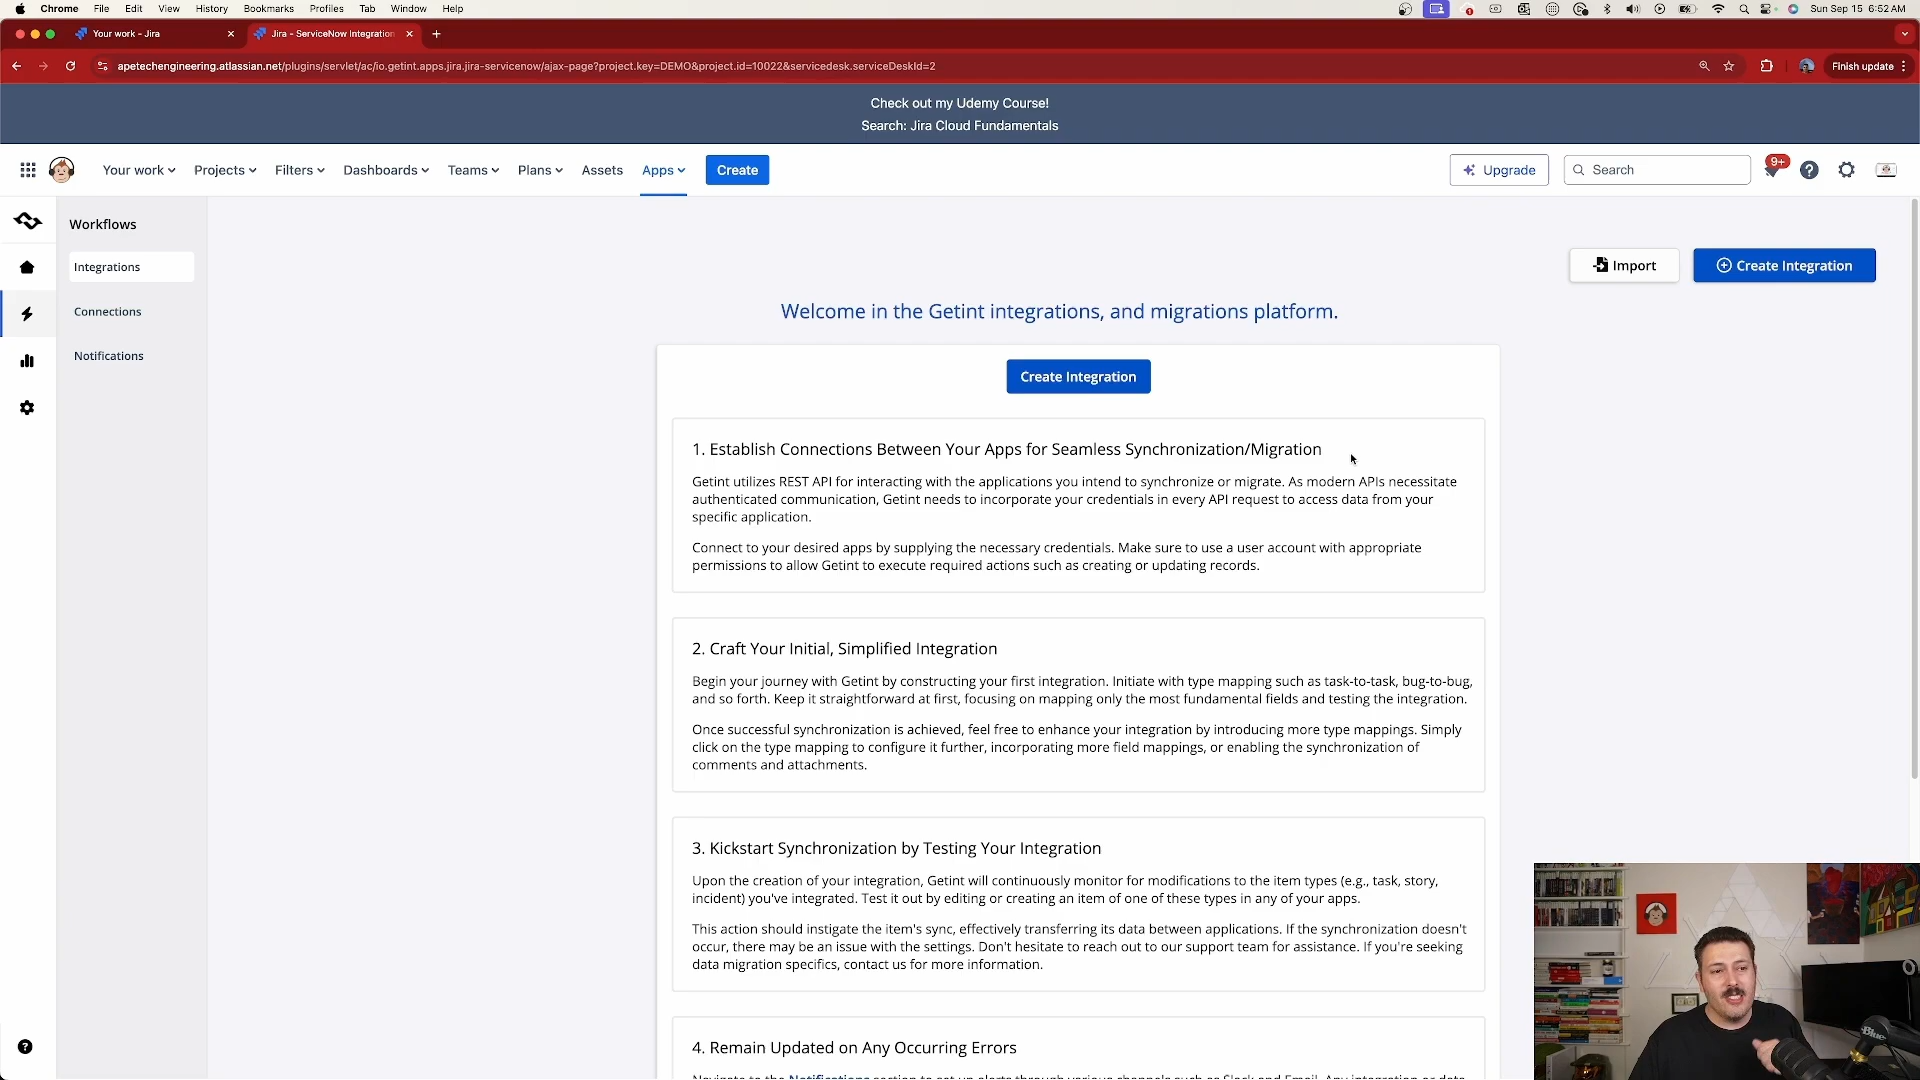 Chrome File Edit View History Bookmarks Profiles Tab Window Help
Sun Sep 15 6:52 AM
Your work - Jira
Jira - ServiceNow Integration
apetechengineering.atlassian.net/plugins/servlet/ac/io.getint.apps.jira.jira-servicenow/ajax-page?project.key=DEMO&project.id=10022&servicedesk.serviceDeskId=2
Finish update
Check out my Udemy Course!
Search: Jira Cloud Fundamentals
Your work Projects Filters Dashboards Teams Plans Assets Apps Create
Upgrade
Search
9+
Workflows
Integrations
Connections
Notifications
Import
Create Integration
Welcome in the Getint integrations, and migrations platform.
Create Integration
1. Establish Connections Between Your Apps for Seamless Synchronization/Migration
Getint utilizes REST API for interacting with the applications you intend to synchronize or migrate. As modern APIs necessitate
authenticated communication, Getint needs to incorporate your credentials in every API request to access data from your
specific application.
Connect to your desired apps by supplying the necessary credentials. Make sure to use a user account with appropriate
permissions to allow Getint to execute required actions such as creating or updating records.
2. Craft Your Initial, Simplified Integration
Begin your journey with Getint by constructing your first integration. Initiate with type mapping such as task-to-task, bug-to-bug,
and so forth. Keep it straightforward at first, focusing on mapping only the most fundamental fields and testing the integration.
Once successful synchronization is achieved, feel free to enhance your integration by introducing more type mappings. Simply
click on the type mapping to configure it further, incorporating more field mappings, or enabling the synchronization of
comments and attachments.
3. Kickstart Synchronization by Testing Your Integration
Upon the creation of your integration, Getint will continuously monitor for modifications to the item types (e.g., task, story,
incident) you've integrated. Test it out by editing or creating an item of one of these types in any of your apps.
This action should instigate the item's sync, effectively transferring its data between applications. If the synchronization doesn't
occur, there may be an issue with the settings. Don't hesitate to reach out to our support team for assistance. If you're seeking
data migration specifics, contact us for more information.
4. Remain Updated on Any Occurring Errors
Blue